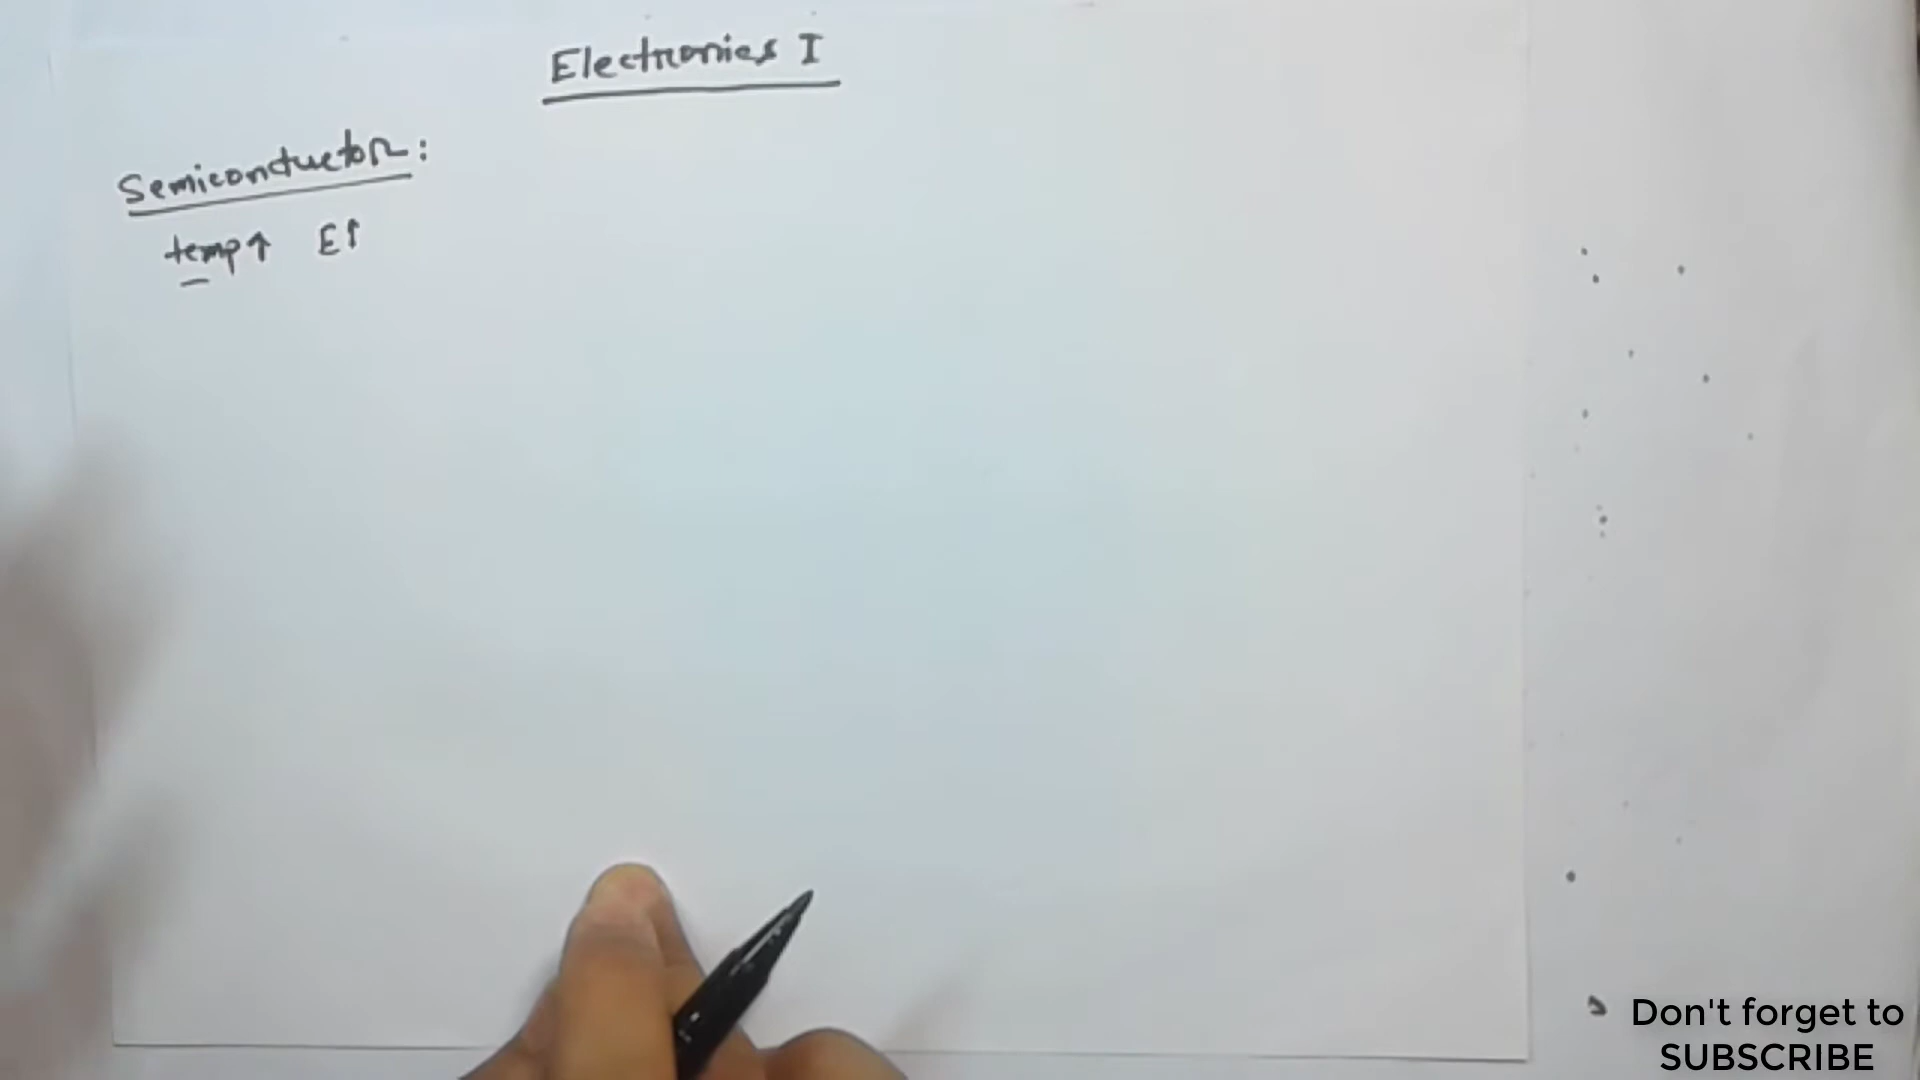 Electronics I
Semiconductor:
temp↑ E↑
Don't forget to
SUBSCRIBE